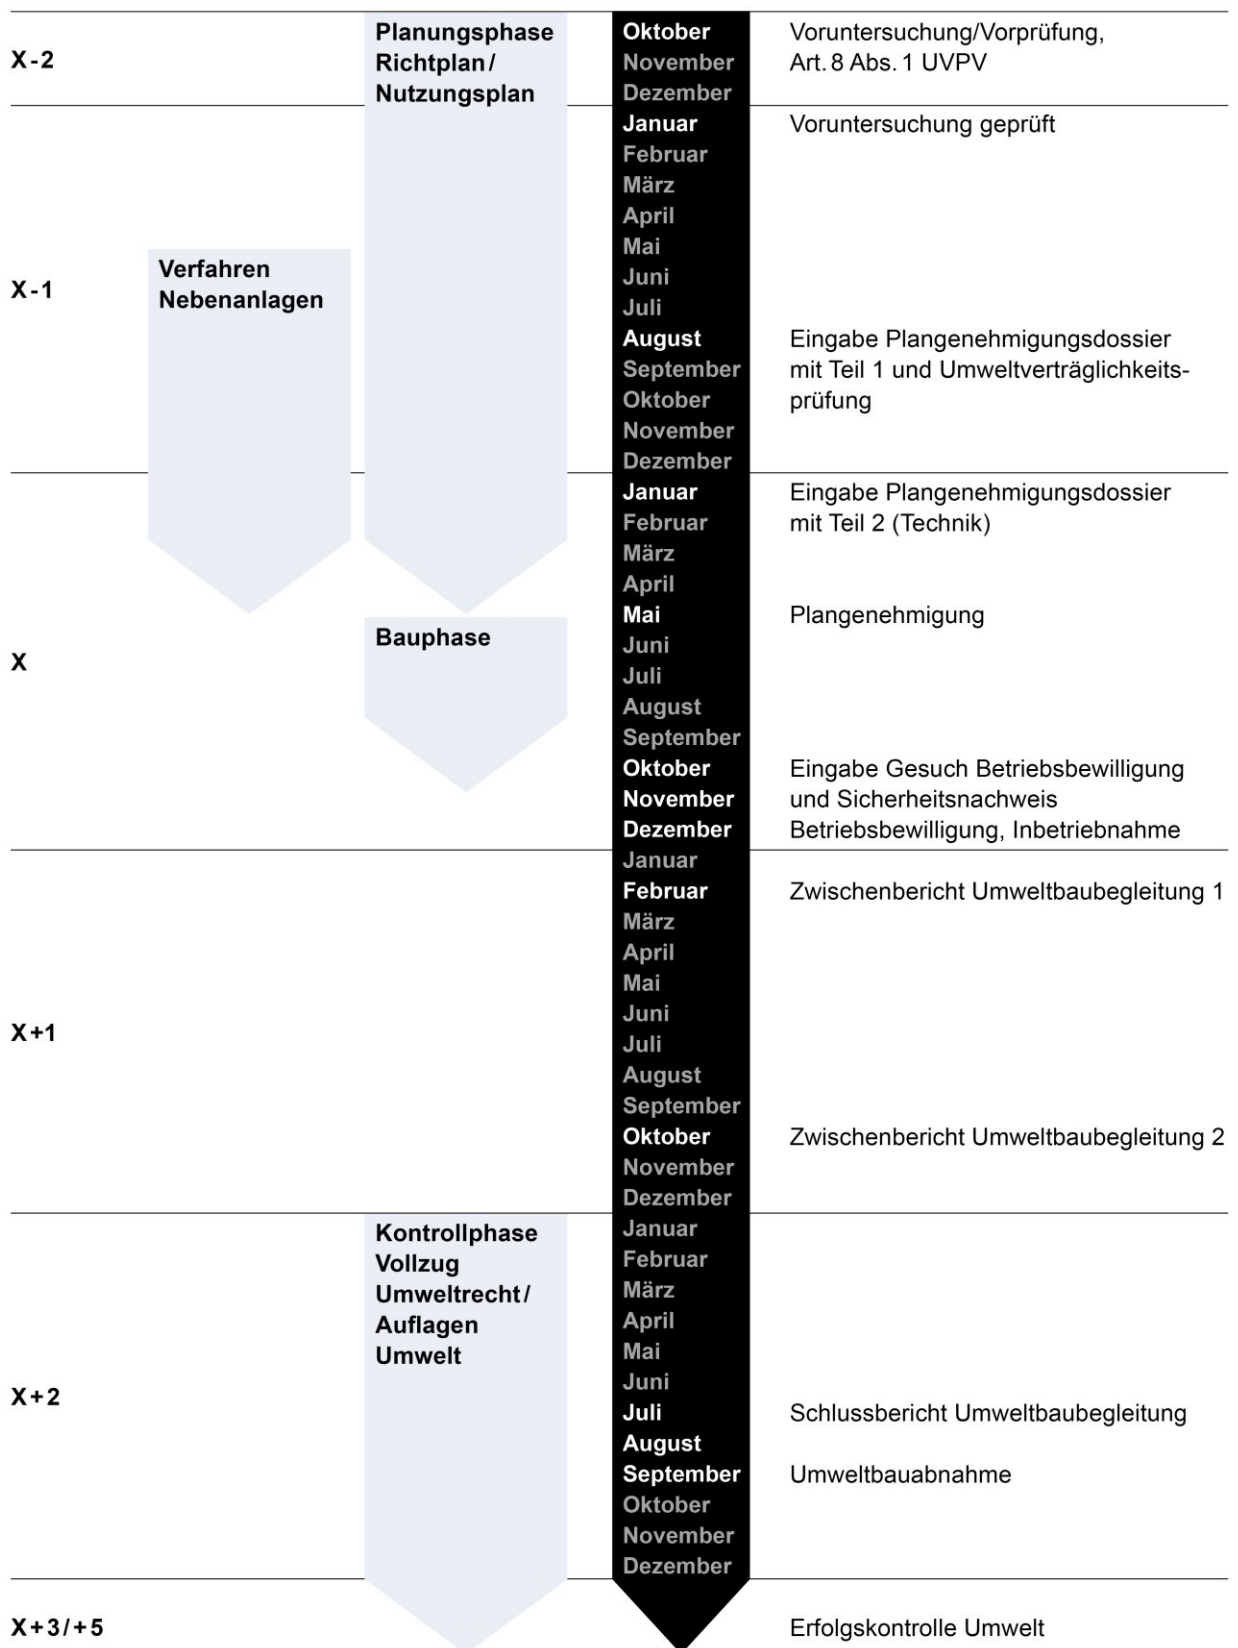 X-2
Planungsphase
Richtplan/
Nutzungsplan
Oktober
November
Dezember
Voruntersuchung/Vorprüfung,
Art. 8 Abs. 1 UVPV
X-1
Verfahren
Nebenanlagen
Januar
Februar
März
April
Mai
Juni
Juli
August
September
Oktober
November
Dezember
Voruntersuchung geprüft
Eingabe Plangenehmigungsdossier
mit Teil 1 und Umweltverträglichkeits-
prüfung
X
Bauphase
Januar
Februar
März
April
Mai
Juni
Juli
August
September
Oktober
November
Dezember
Eingabe Plangenehmigungsdossier
mit Teil 2 (Technik)
Plangenehmigung
Eingabe Gesuch Betriebsbewilligung
und Sicherheitsnachweis
Betriebsbewilligung, Inbetriebnahme
X+1
Januar
Februar
März
April
Mai
Juni
Juli
August
September
Oktober
November
Dezember
Zwischenbericht Umweltbaubegleitung 1
Zwischenbericht Umweltbaubegleitung 2
X+2
Kontrollphase
Vollzug
Umweltrecht/
Auflagen
Umwelt
Januar
Februar
März
April
Mai
Juni
Juli
August
September
Oktober
November
Dezember
Schlussbericht Umweltbaubegleitung
Umweltbauabnahme
X+3/+5
Erfolgskontrolle Umwelt